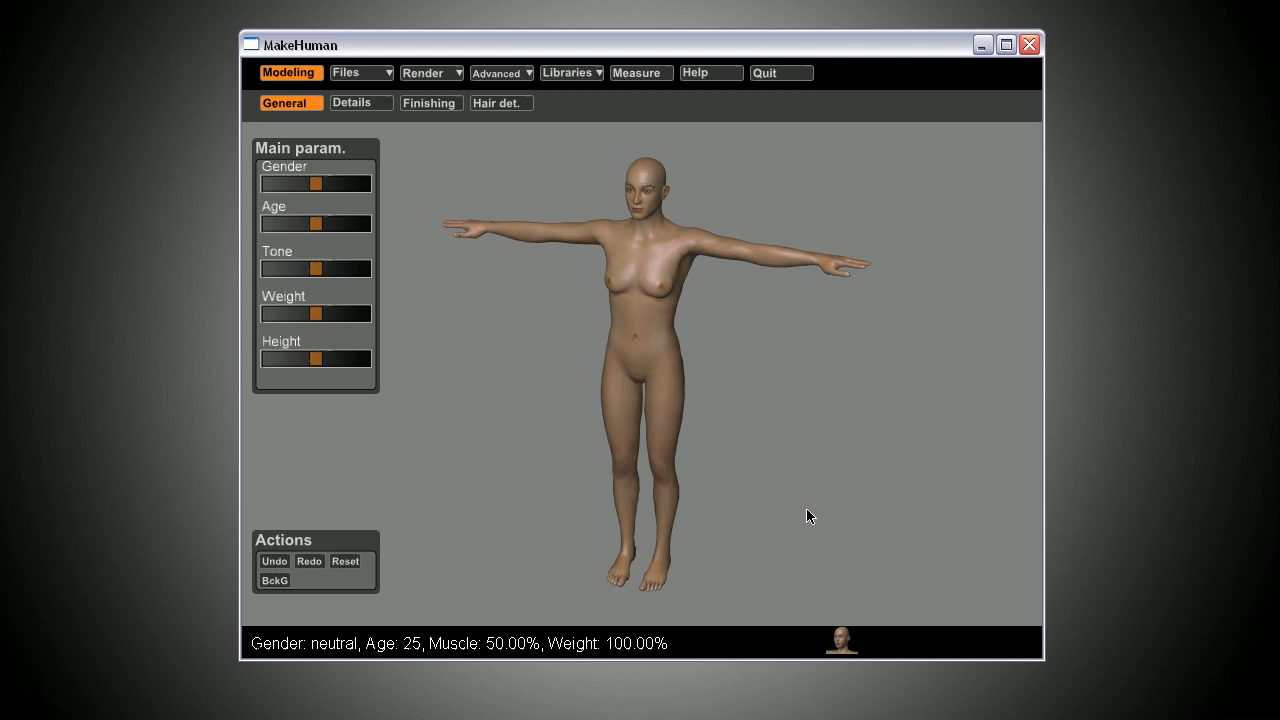 MakeHuman
Modeling Files Render Advanced Libraries Measure Help Quit
General Details Finishing Hair det.
Main param.
Gender
Age
Tone
Weight
Height
Actions
Undo Redo Reset
BckG
Gender: neutral, Age: 25, Muscle: 50.00%, Weight: 100.00%